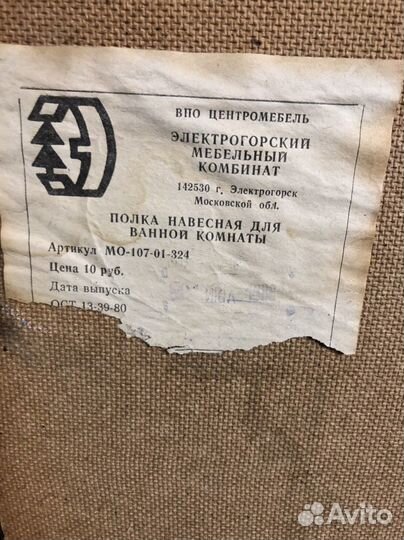 ВПО ЦЕНТРОМЕБЕЛЬ
ЭЛЕКТРОГОРСКИЙ
МЕБЕЛЬНЫЙ
КОМБИНАТ
142530 г. Электрогорск
Московской обл.
ПОЛКА НАВЕСНАЯ ДЛЯ
ВАННОЙ КОМНАТЫ
Артикул МО-107-01-324
Цена 10 руб.
Дата выпуска
ОСТ 13-39-80
Avito